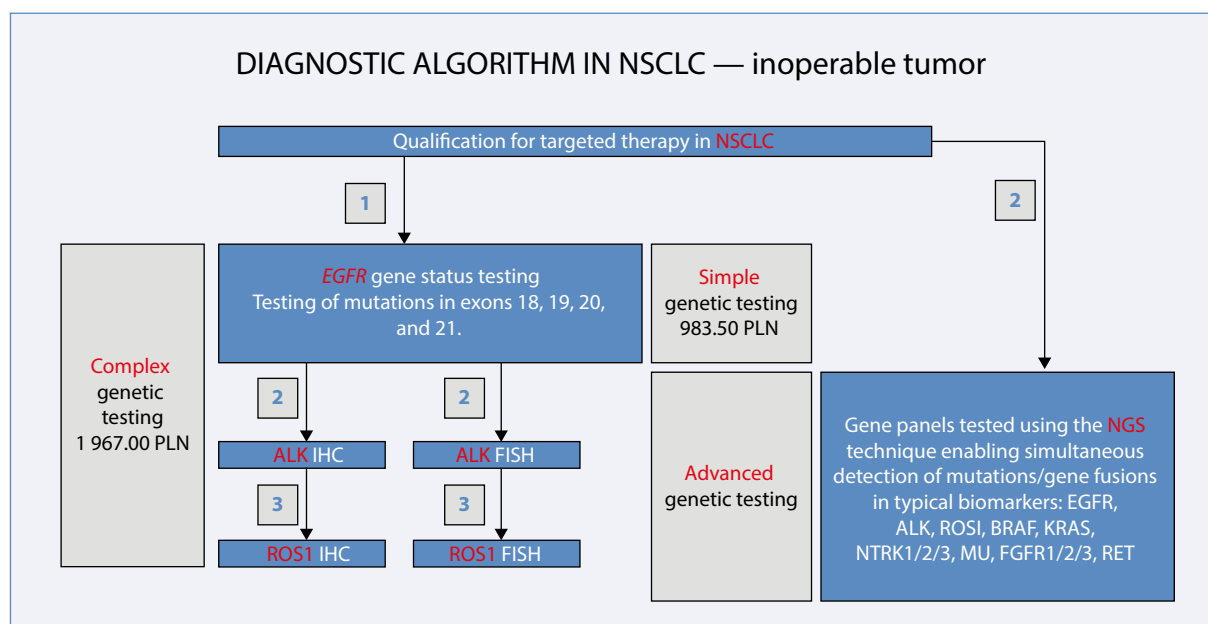 DIAGNOSTIC ALGORITHM IN NSCLC — inoperable tumor
Qualification for targeted therapy in NSCLC
1
2
Complex
genetic
testing
1 967.00 PLN
EGFR gene status testing
Testing of mutations in exons 18, 19, 20,
and 21.
Simple
genetic testing
983.50 PLN
2
2
ALK IHC
ALK FISH
3
3
ROS1 IHC
ROS1 FISH
Advanced
genetic testing
Gene panels tested using the NGS
technique enabling simultaneous
detection of mutations/gene fusions
in typical biomarkers: EGFR,
ALK, ROSI, BRAF, KRAS,
NTRK1/2/3, MU, FGFR1/2/3, RET